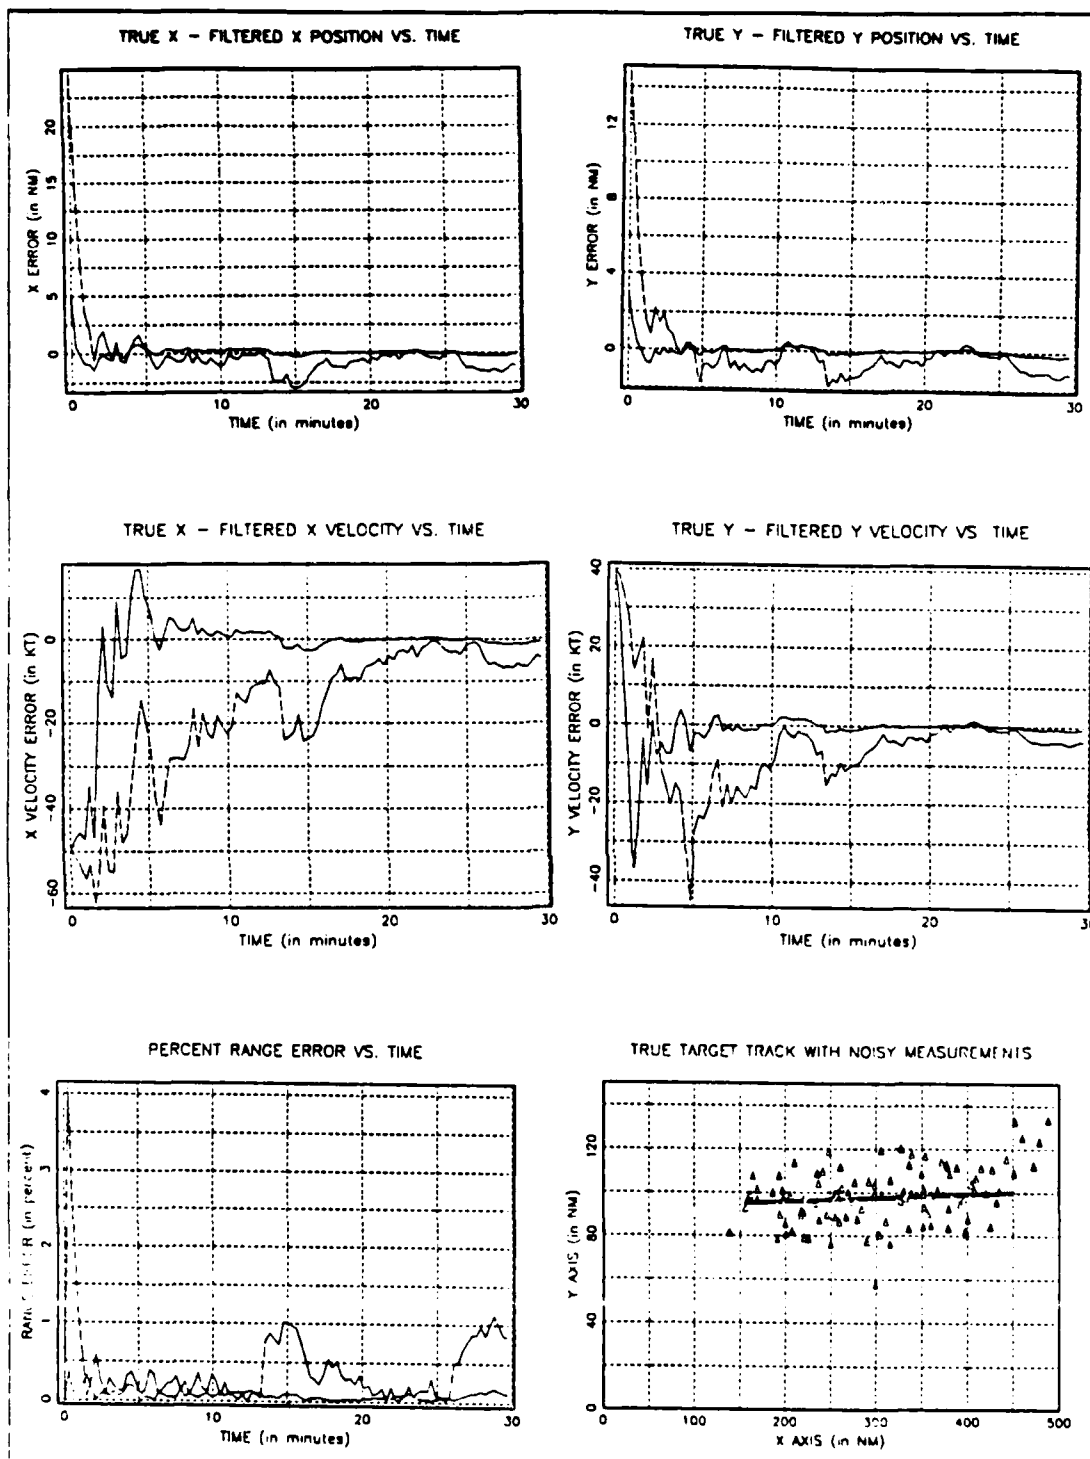 TRUE X - FILTERED X POSITION VS. TIME
X ERROR (in NM)
20
15
10
5
0
0 10 20 30
TIME (in minutes)
TRUE Y - FILTERED Y POSITION VS. TIME
Y ERROR (in NM)
12
8
4
0
0 10 20 30
TIME (in minutes)
TRUE X - FILTERED X VELOCITY VS. TIME
X VELOCITY ERROR (in KT)
0
-20
-40
-60
0 10 20 30
TIME (in minutes)
TRUE Y - FILTERED Y VELOCITY VS TIME
Y VELOCITY ERROR (in KT)
40
20
0
-20
-40
0 10 20
TIME (in minutes)
PERCENT RANGE ERROR VS. TIME
(in percent)
4
3
2
1
0
0 10 20 30
TIME (in minutes)
TRUE TARGET TRACK WITH NOISY MEASUREMENTS
Y AXIS (in NM)
120
80
40
0
0 100 200 300 400 500
X AXIS (in NM)